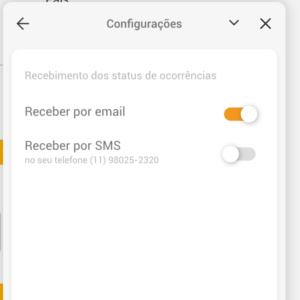 Configurações
Recebimento dos status de ocorrências
Receber por email
Receber por SMS
no seu telefone (11) 98025-2320